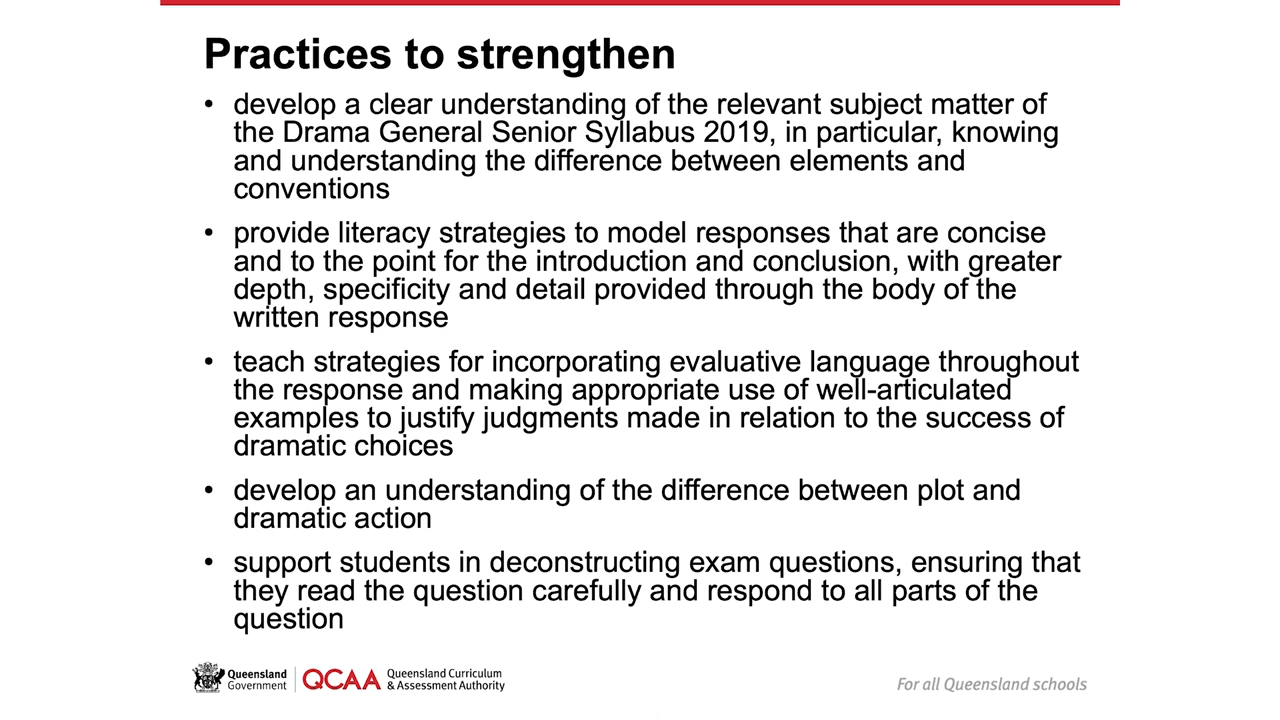 Practices to strengthen
• develop a clear understanding of the relevant subject matter of
the Drama General Senior Syllabus 2019, in particular, knowing
and understanding the difference between elements and
conventions
• provide literacy strategies to model responses that are concise
and to the point for the introduction and conclusion, with greater
depth, specificity and detail provided through the body of the
written response
• teach strategies for incorporating evaluative language throughout
the response and making appropriate use of well-articulated
examples to justify judgments made in relation to the success of
dramatic choices
• develop an understanding of the difference between plot and
dramatic action
• support students in deconstructing exam questions, ensuring that
they read the question carefully and respond to all parts of the
question
Queensland
Government
QCAA
Queensland Curriculum
& Assessment Authority
For all Queensland schools